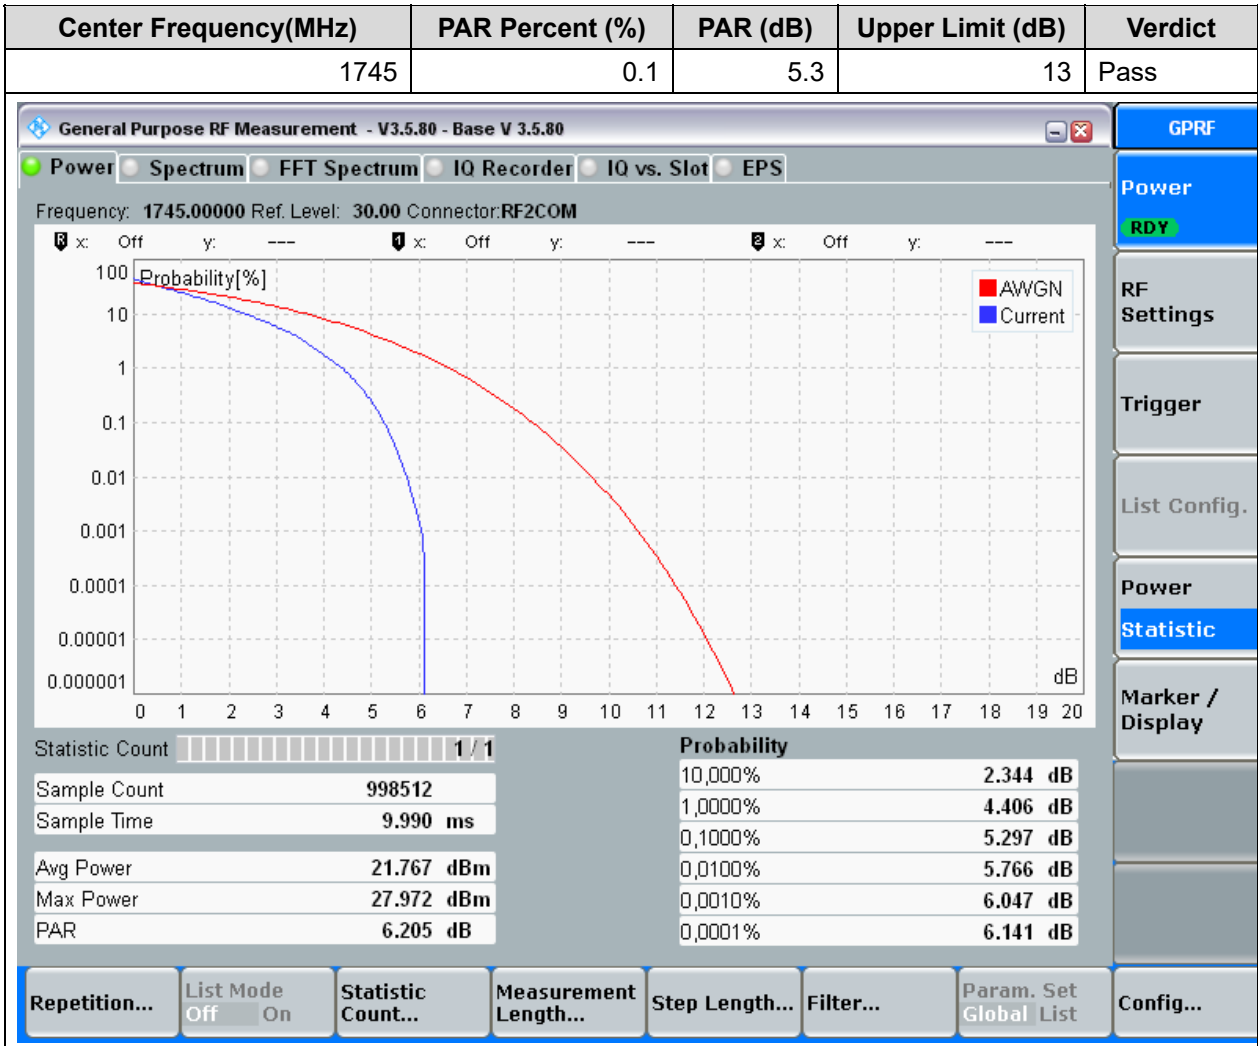 Center Frequency(MHz) PAR Percent (%) PAR (dB) Upper Limit (dB) Verdict
1745 0.1 5.3 13 Pass
General Purpose RF Measurement - V3.5.80 - Base V 3.5.80
GPRF
Power Spectrum FFT Spectrum IQ Recorder IQ vs. Slot EPS
Power
RDY
Frequency: 1745.00000 Ref. Level: 30.00 Connector:RF2COM
R x: Off y: --- 1 x: Off y: --- 2 x: Off y: ---
100 Probability[%]
AWGN
Current
10
1
0.1
0.01
0.001
0.0001
0.00001
0.000001
dB
0 1 2 3 4 5 6 7 8 9 10 11 12 13 14 15 16 17 18 19 20
RF
Settings
Trigger
List Config.
Power
Statistic
Marker /
Display
Statistic Count 1 / 1
Sample Count 998512
Sample Time 9.990 ms
Avg Power 21.767 dBm
Max Power 27.972 dBm
PAR 6.205 dB
Probability
10,000% 2.344 dB
1,0000% 4.406 dB
0,1000% 5.297 dB
0,0100% 5.766 dB
0,0010% 6.047 dB
0,0001% 6.141 dB
Repetition...
List Mode
Off On
Statistic
Count...
Measurement
Length...
Step Length...
Filter...
Param. Set
Global List
Config...